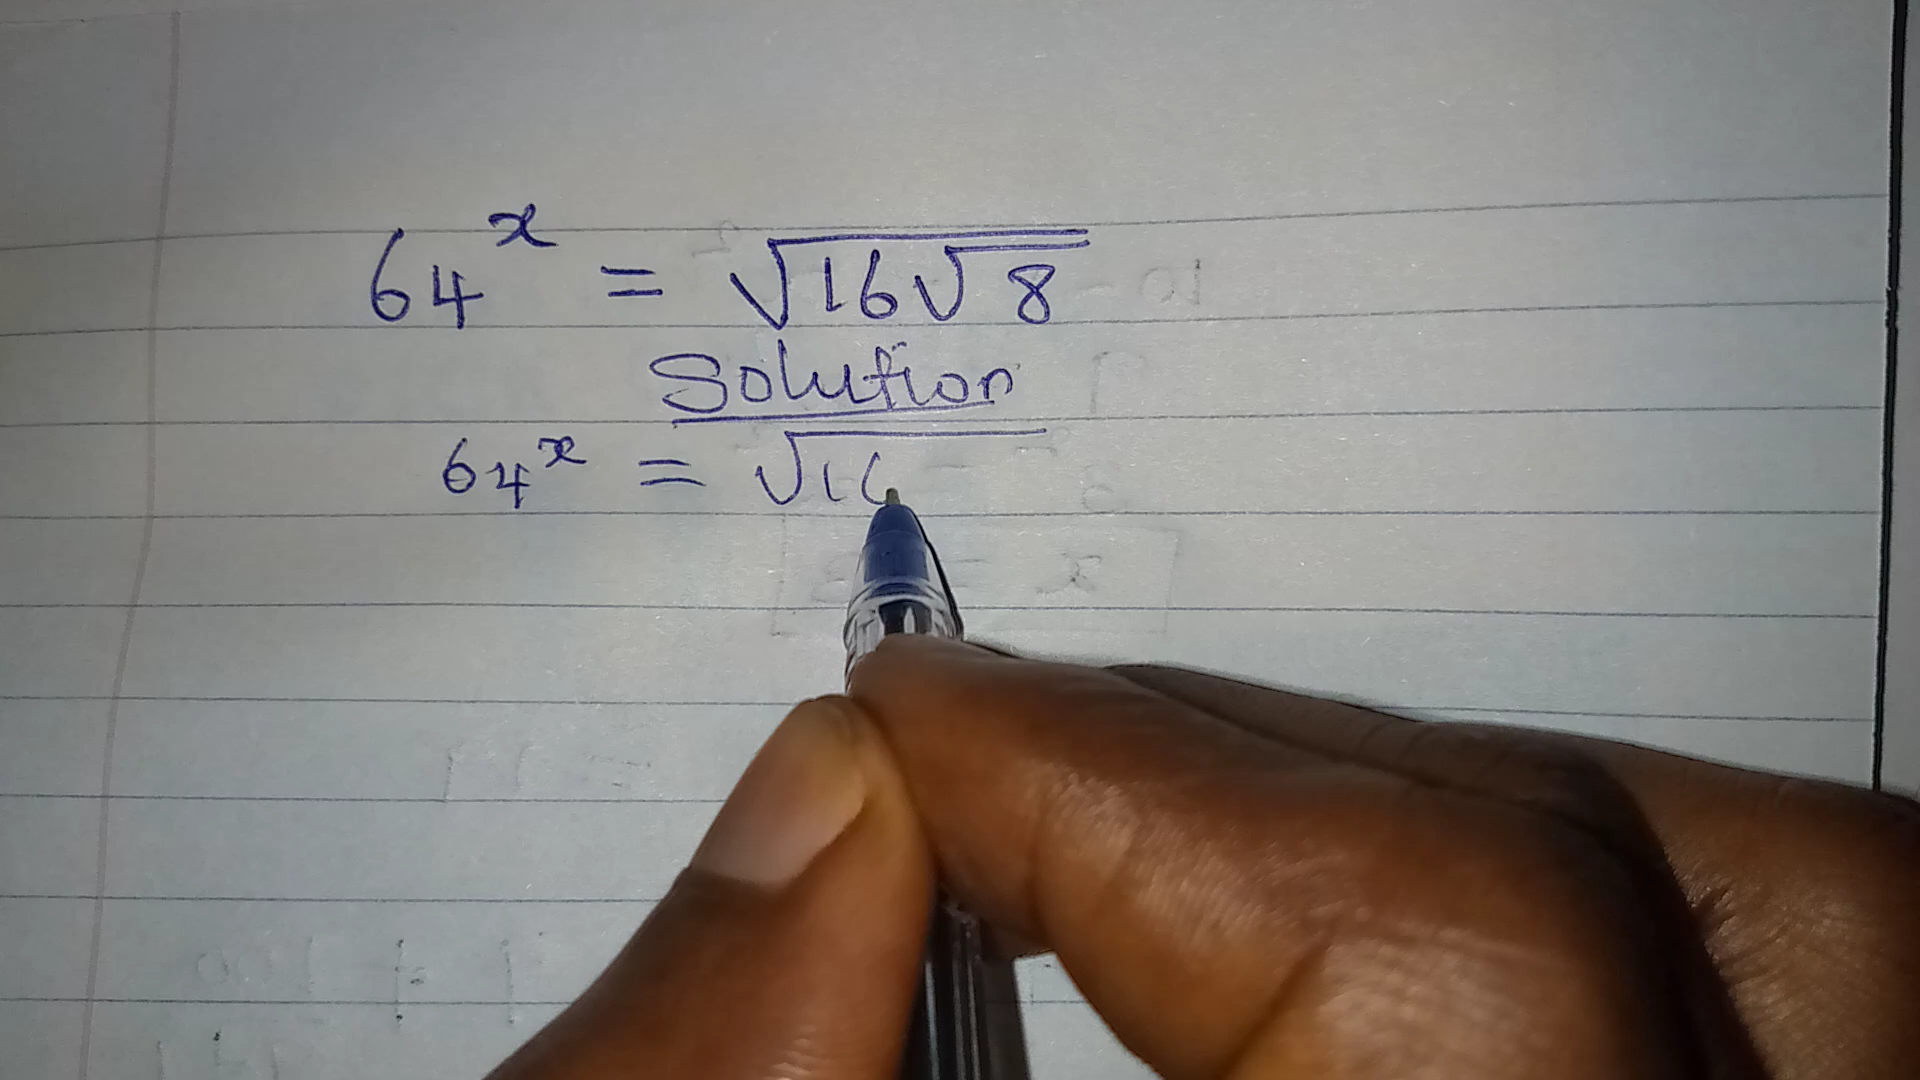 64^x = √(16√8)
Solution
64^x = √16